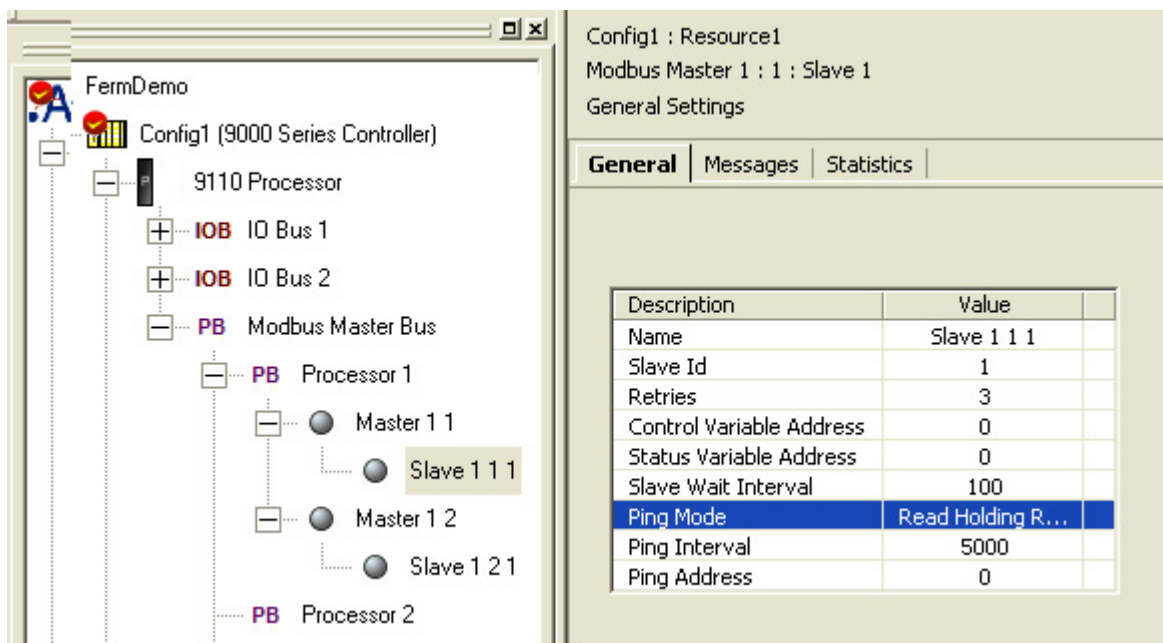 FermDemo
Config1 (9000 Series Controller)
P
9110 Processor
IOB IO Bus 1
IOB IO Bus 2
PB Modbus Master Bus
PB Processor 1
Master 1 1
Slave 1 1 1
Master 1 2
Slave 1 2 1
PB Processor 2
Config1 : Resource1
Modbus Master 1 : 1 : Slave 1
General Settings
General Messages Statistics
Description Value
Name Slave 1 1 1
Slave Id 1
Retries 3
Control Variable Address 0
Status Variable Address 0
Slave Wait Interval 100
Ping Mode Read Holding R...
Ping Interval 5000
Ping Address 0